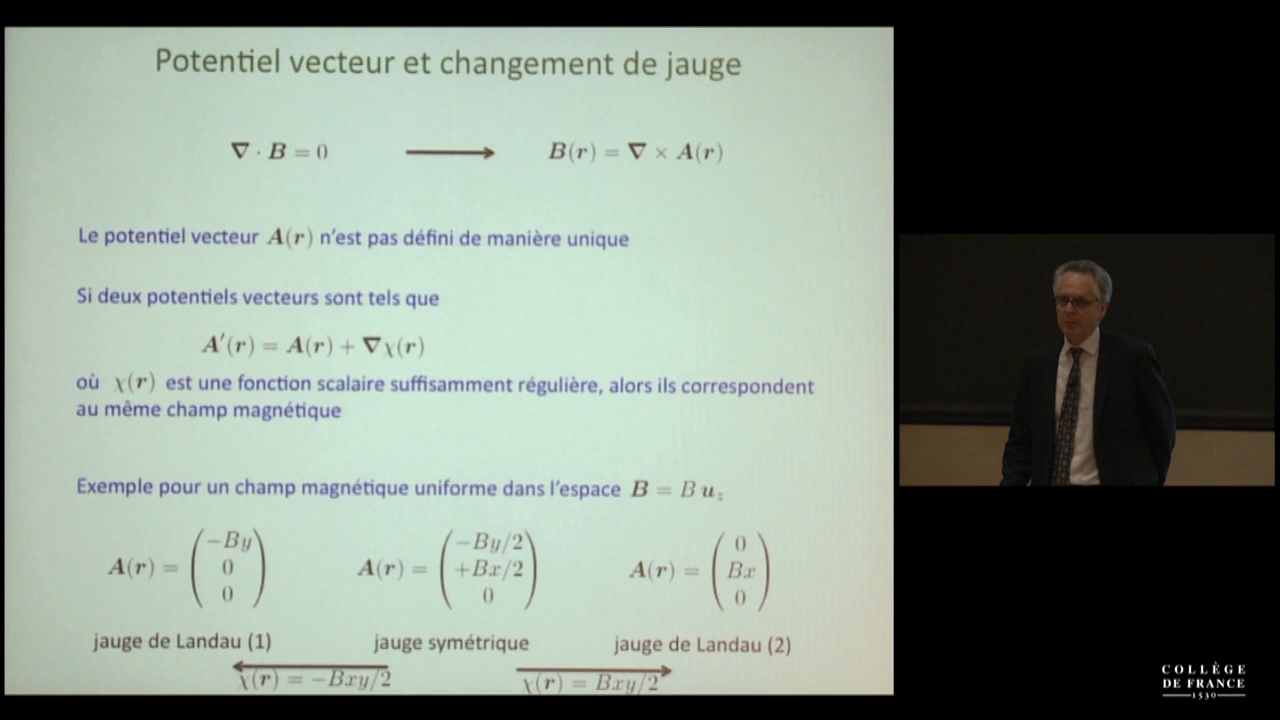 Potentiel vecteur et changement de jauge
∇ · B = 0 ⟶ B(r) = ∇ × A(r)
Le potentiel vecteur A(r) n'est pas défini de manière unique
Si deux potentiels vecteurs sont tels que
A′(r) = A(r) + ∇χ(r)
où χ(r) est une fonction scalaire suffisamment régulière, alors ils correspondent
au même champ magnétique
Exemple pour un champ magnétique uniforme dans l'espace B = B u_z
A(r) = (−By, 0, 0) A(r) = (−By/2, +Bx/2, 0) A(r) = (0, Bx, 0)
jauge de Landau (1) jauge symétrique jauge de Landau (2)
χ(r) = −Bxy/2 χ(r) = Bxy/2
COLLÈGE
DE FRANCE
1530